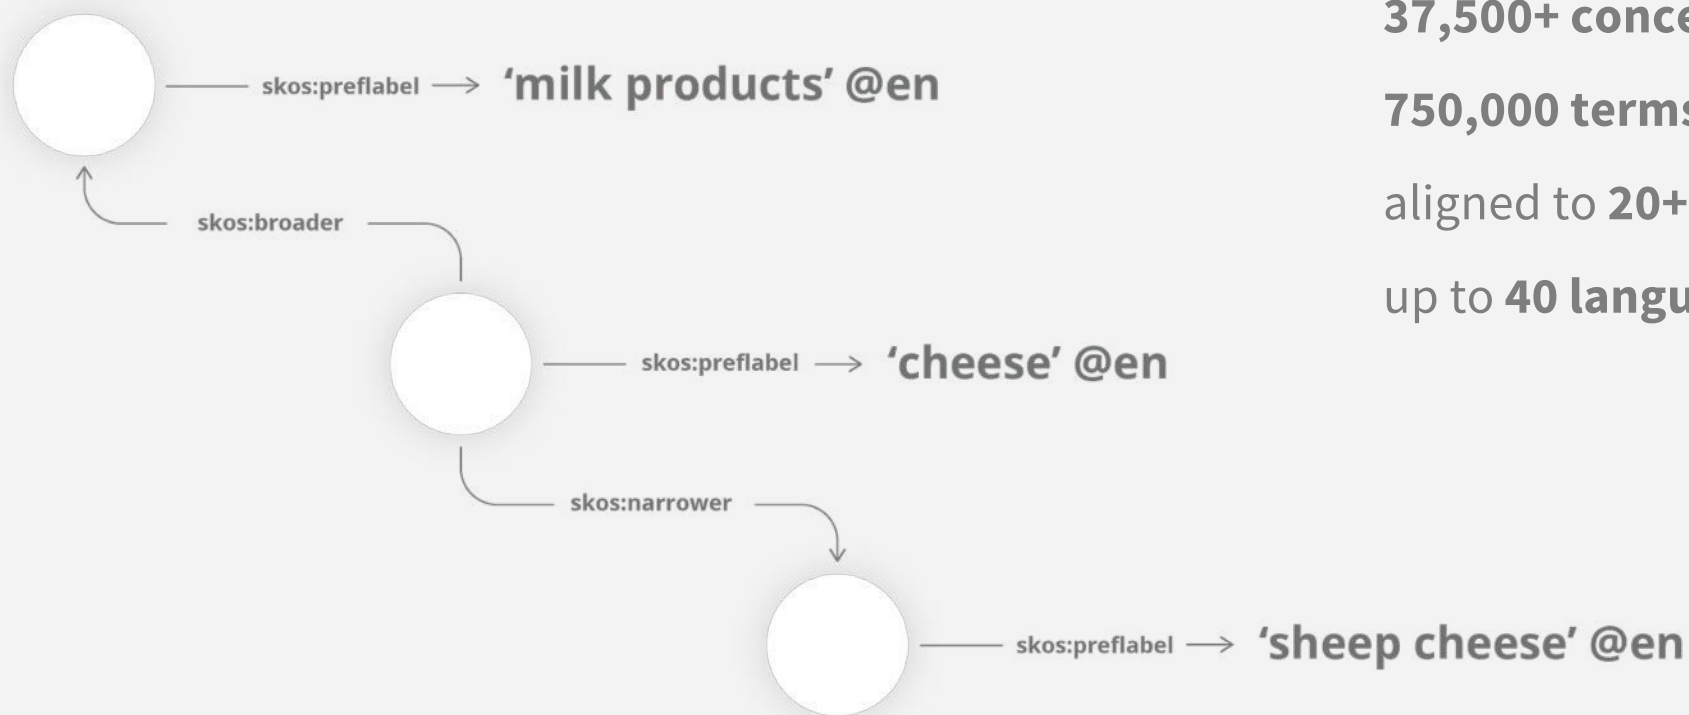 skos:preflabel ‘milk products’ @en
skos:broader
skos:preflabel ‘cheese’ @en
skos:narrower
skos:preflabel ‘sheep cheese’ @en
37,500+
750,000 terms
aligned to 20+
up to 40